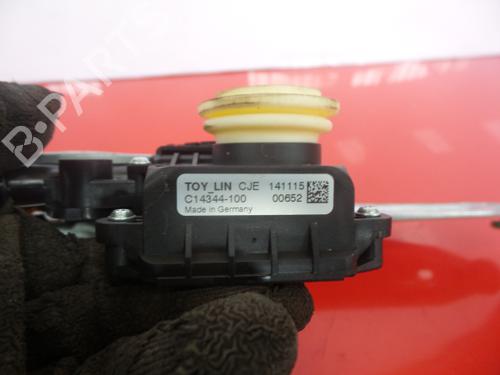 B-PARTS
TOY_LIN CJE 141115
C14344-100 00652
Made in Germany